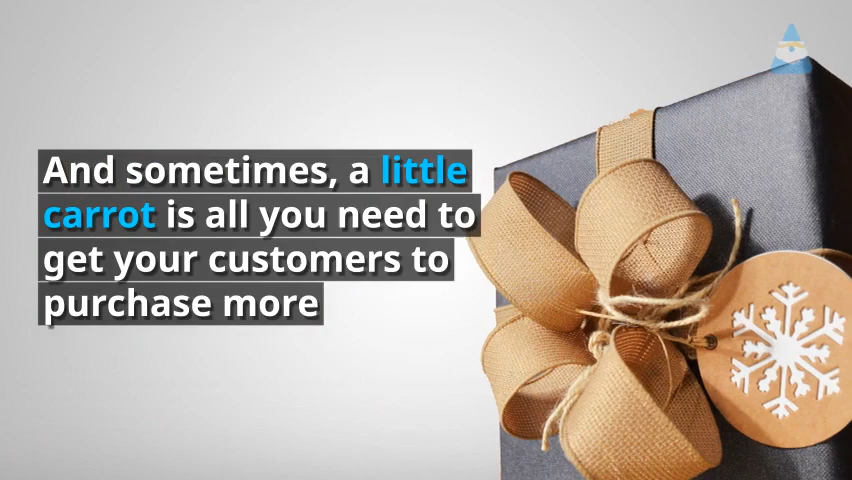 And sometimes, a little
carrot is all you need to
get your customers to
purchase more